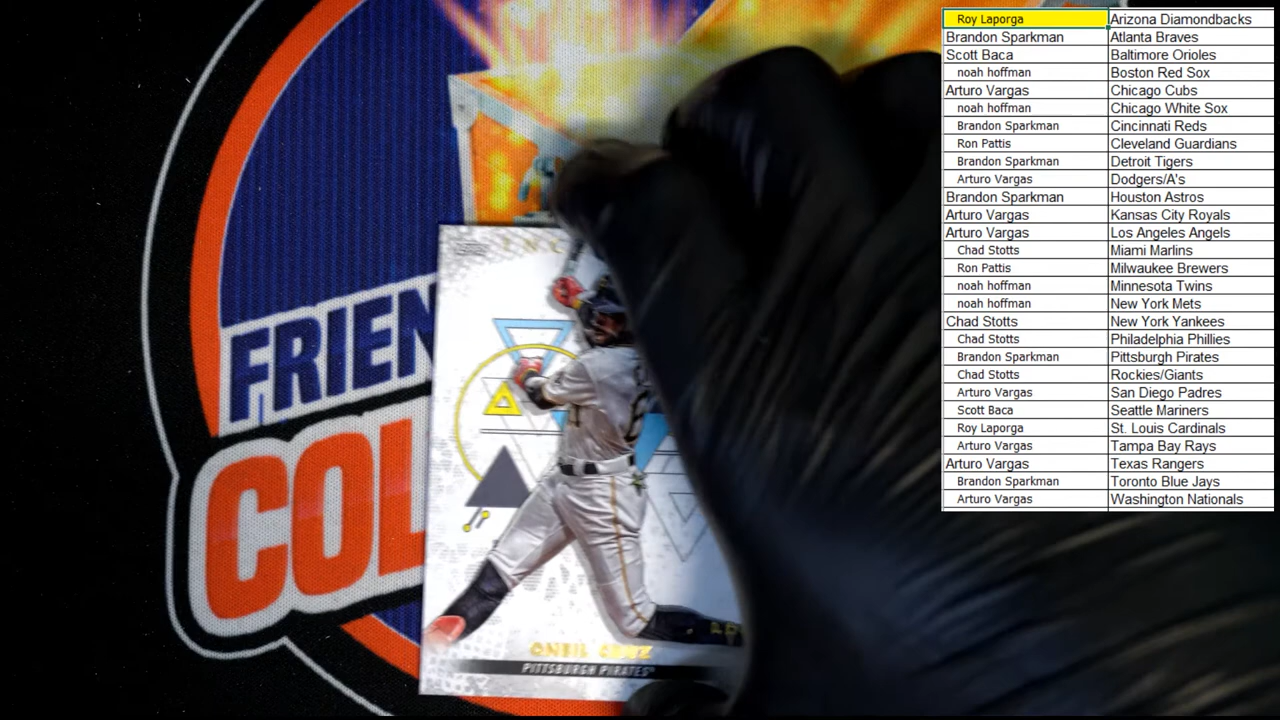 Roy Laporga Arizona Diamondbacks
Brandon Sparkman Atlanta Braves
Scott Baca Baltimore Orioles
noah hoffman Boston Red Sox
Arturo Vargas Chicago Cubs
noah hoffman Chicago White Sox
Brandon Sparkman Cincinnati Reds
Ron Pattis Cleveland Guardians
Brandon Sparkman Detroit Tigers
Arturo Vargas Dodgers/A's
Brandon Sparkman Houston Astros
Arturo Vargas Kansas City Royals
Arturo Vargas Los Angeles Angels
Chad Stotts Miami Marlins
Ron Pattis Milwaukee Brewers
noah hoffman Minnesota Twins
noah hoffman New York Mets
Chad Stotts New York Yankees
Chad Stotts Philadelphia Phillies
Brandon Sparkman Pittsburgh Pirates
Chad Stotts Rockies/Giants
Arturo Vargas San Diego Padres
Scott Baca Seattle Mariners
Roy Laporga St. Louis Cardinals
Arturo Vargas Tampa Bay Rays
Arturo Vargas Texas Rangers
Brandon Sparkman Toronto Blue Jays
Arturo Vargas Washington Nationals
FRIEN
COL
ONEIL CRUZ
PITTSBURGH PIRATES